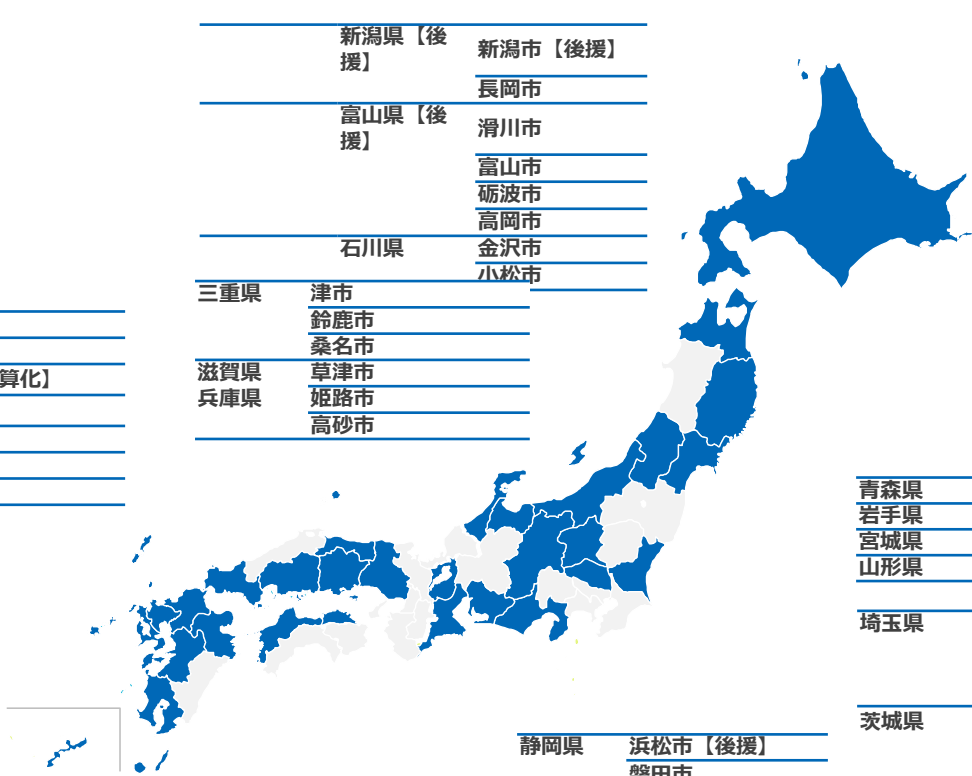 新潟県【後
援】
新潟市【後援】
長岡市
富山県【後
援】
滑川市
富山市
砺波市
高岡市
石川県
金沢市
小松市
三重県
津市
鈴鹿市
桑名市
滋賀県
草津市
兵庫県
姫路市
高砂市
算化】
青森県
岩手県
宮城県
山形県
埼玉県
茨城県
静岡県
浜松市【後援】
磐田市